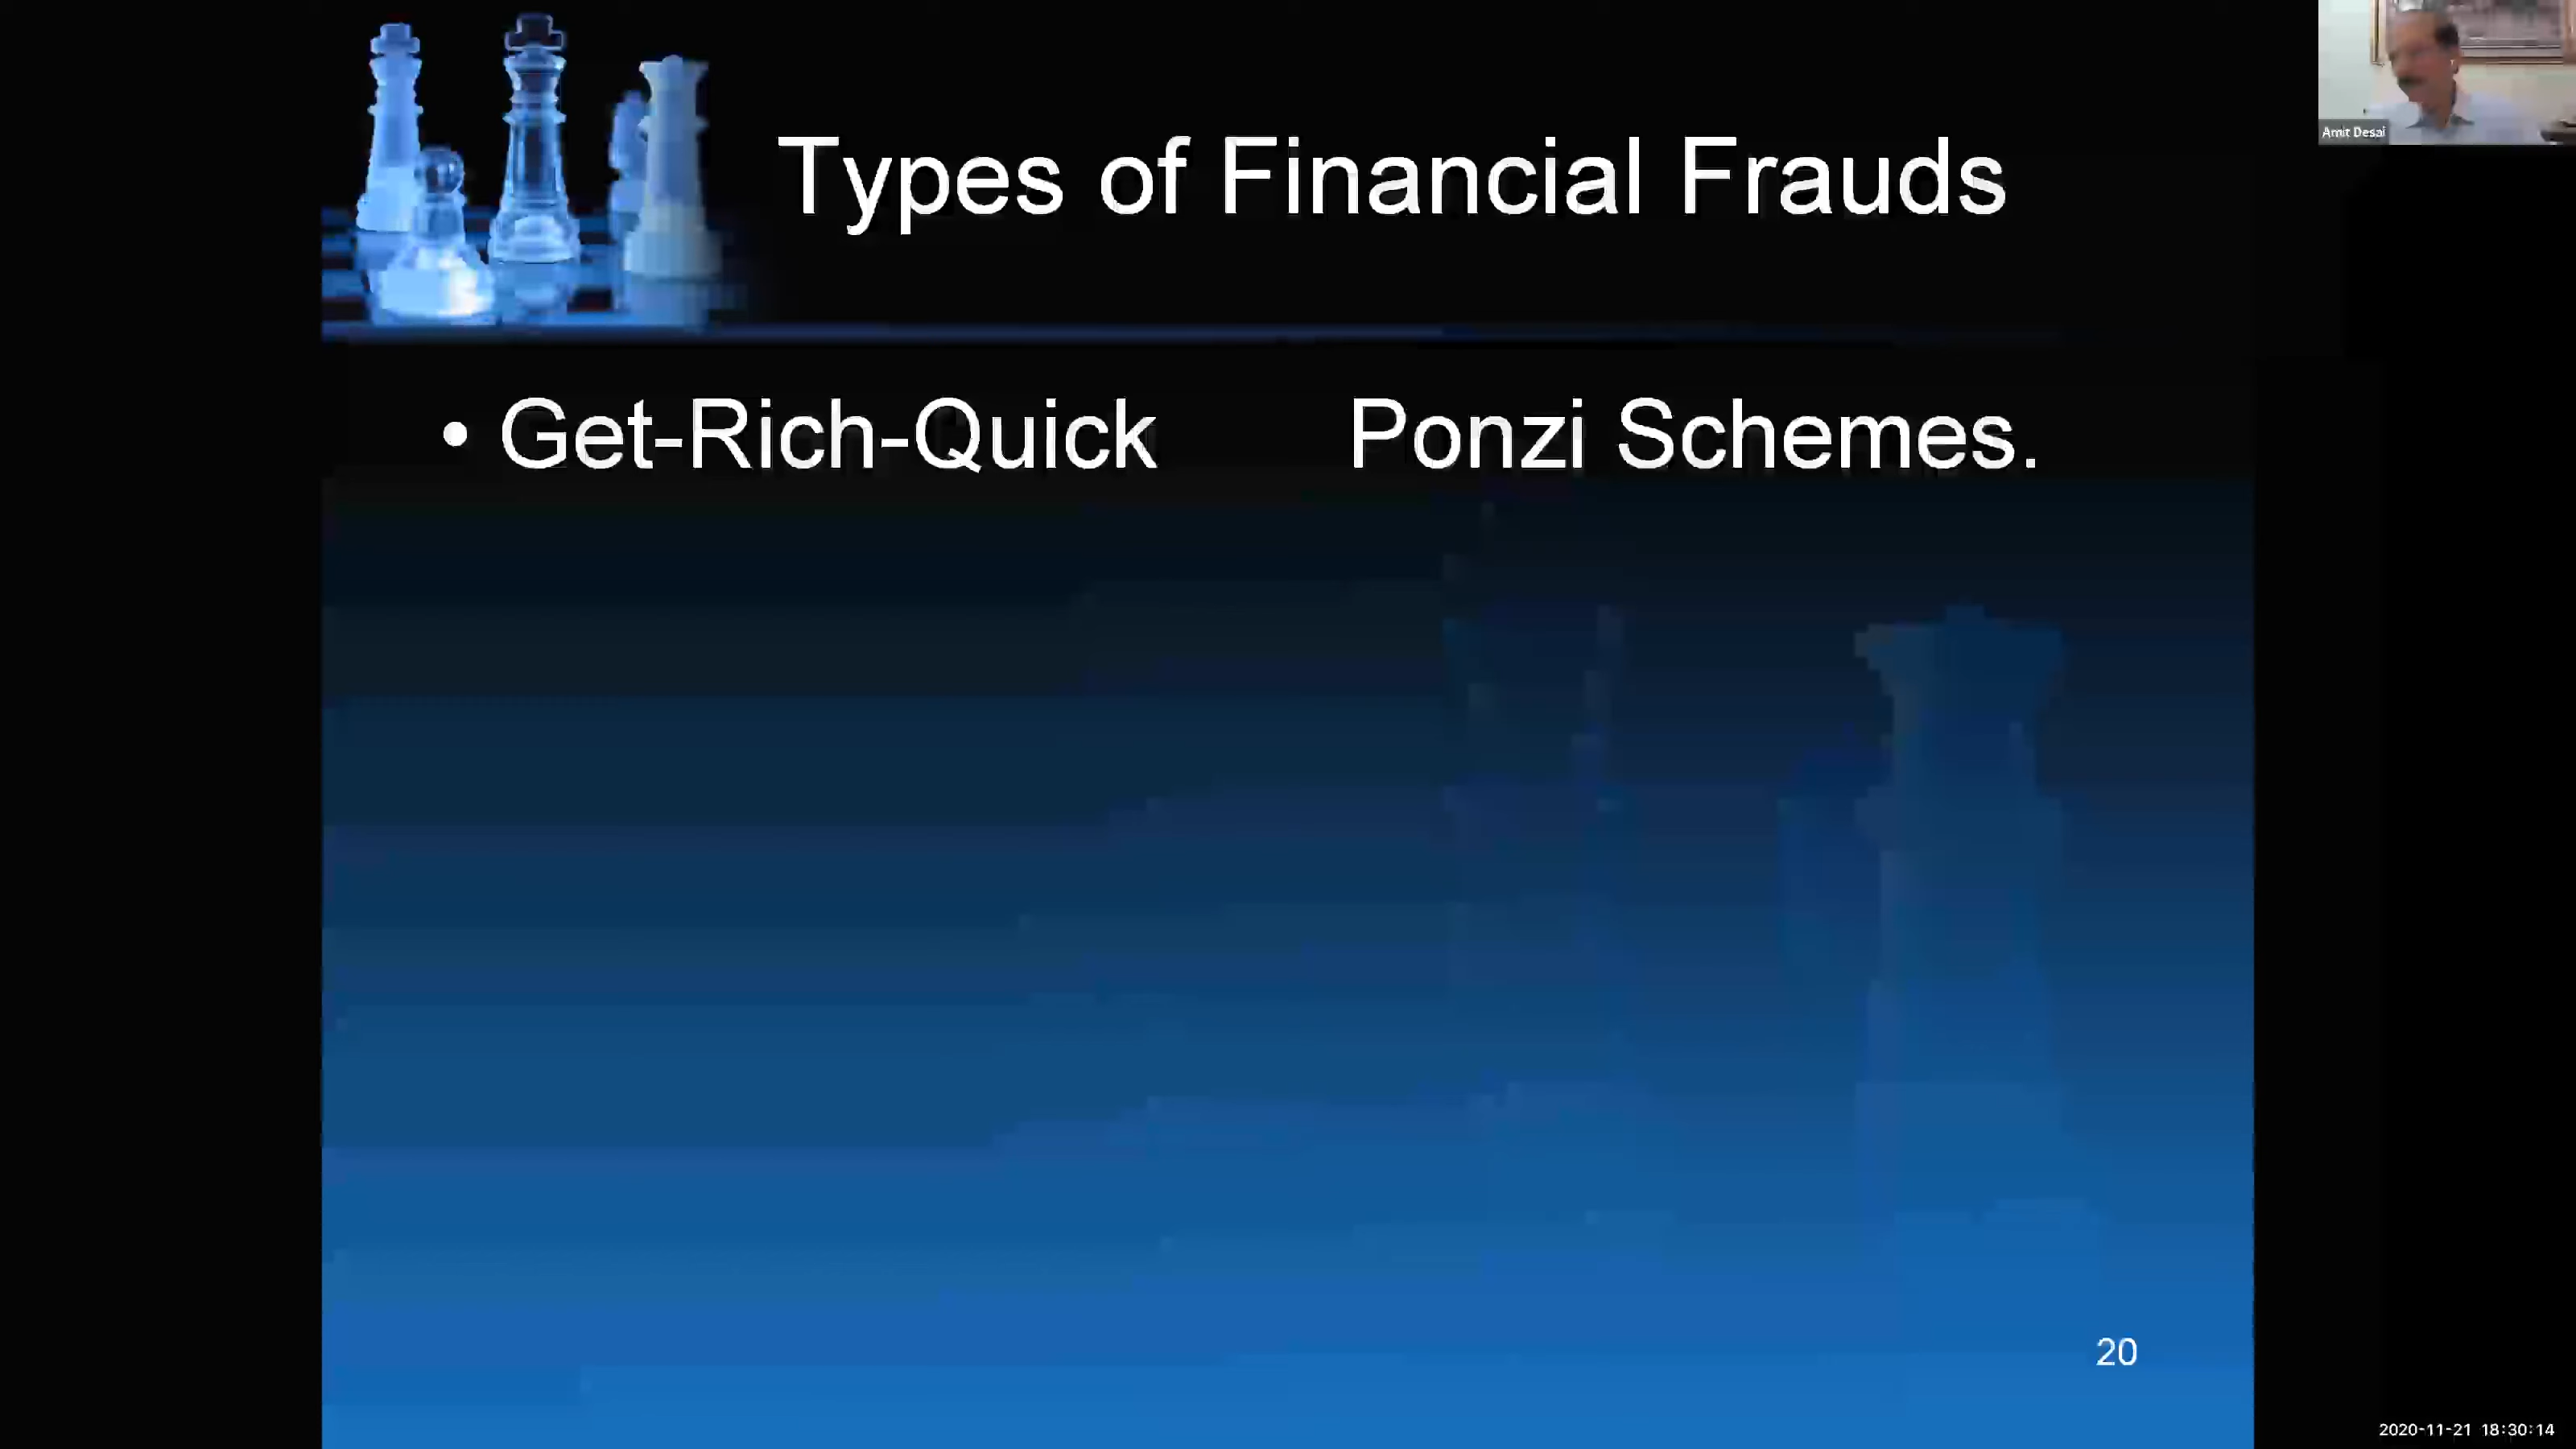 Amit Desai
Types of Financial Frauds
• Get-Rich-Quick Ponzi Schemes.
20
2020-11-21 18:30:14